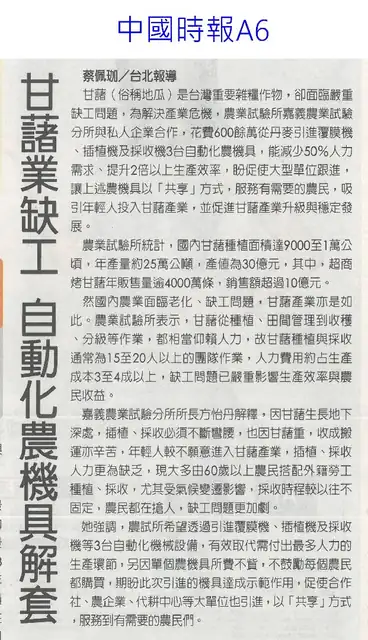 中國時報A6
甘藷業缺工 自動化農機具解套
蔡佩珈／台北報導
甘藷（俗稱地瓜）是台灣重要雜糧作物，卻面臨嚴重
缺工問題，為解決產業危機，農業試驗所嘉義農業試驗
分所與私人企業合作，花費600餘萬從丹麥引進覆膜機
、插植機及採收機3台自動化農機具，能減少50%人力
需求、提升2倍以上生產效率，盼促使大型單位跟進，
讓上述農機具以「共享」方式，服務有需要的農民，吸
引年輕人投入甘藷產業，並促進甘藷產業升級與穩定發
展。
農業試驗所統計，國內甘藷種植面積達9000至1萬公
頃，年產量約25萬公噸，產值為30億元，其中，超商
烤甘藷年販售量逾4000萬條，銷售額超過10億元。
然國內農業面臨老化、缺工問題，甘藷產業亦是如
此。農業試驗所表示，甘藷從種植、田間管理到收穫
、分級等作業，都相當仰賴人力，故甘藷種植與採收
通常為15至20人以上的團隊作業，人力費用約占生產
成本3至4成以上，缺工問題已嚴重影響生產效率與農
民收益。
嘉義農業試驗分所所長方怡丹解釋，因甘藷生長地下
深處，插植、採收必須不斷彎腰，也因甘藷重，收成搬
運亦辛苦，年輕人較不願意進入甘藷產業，插植、採收
人力更為缺乏，現大多由60歲以上農民搭配外籍勞工
種植、採收，尤其受氣候變遷影響，採收時程較以往不
固定，農民都在搶人，缺工問題更加劇。
她強調，農試所希望透過引進覆膜機、插植機及採收
機等3台自動化機械設備，有效取代需付出最多人力的
生產環節，另因單個農機具所費不貲，不鼓勵每個農民
都購買，期盼此次引進的機具達成示範作用，促使合作
社、農企業、代耕中心等大單位也引進，以「共享」方式
，服務到有需要的農民們。